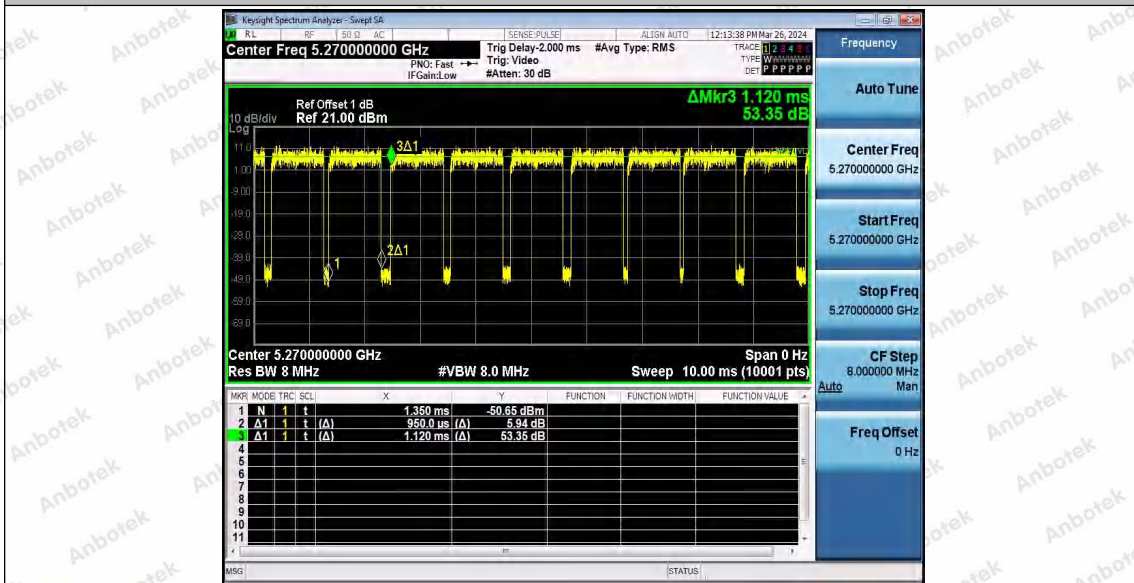 Keysight Spectrum Analyzer - Swept SA
RL RF 50 Ω AC SENSE:PULSE ALIGN AUTO 12:13:38 PM Mar 26, 2024
Center Freq 5.270000000 GHz
PNO: Fast
IFGain:Low
Trig Delay-2.000 ms
Trig: Video
#Atten: 30 dB
#Avg Type: RMS
TRACE 1 2 3 4 5 6
TYPE
DET P P P P P P
Frequency
Auto Tune
Center Freq
5.270000000 GHz
Start Freq
5.270000000 GHz
Stop Freq
5.270000000 GHz
CF Step
8.000000 MHz
Auto Man
Freq Offset
0 Hz
ΔMkr3 1.120 ms
53.35 dB
Ref Offset 1 dB
10 dB/div Ref 21.00 dBm
Log
11.0
1.00
-9.00
-19.0
-29.0
-39.0
-49.0
-59.0
-69.0
3Δ1
2Δ1
1
Center 5.270000000 GHz Span 0 Hz
Res BW 8 MHz #VBW 8.0 MHz Sweep 10.00 ms (10001 pts)
MKR MODE TRC SCL X Y FUNCTION FUNCTION WIDTH FUNCTION VALUE
1 N 1 t 1.350 ms -50.65 dBm
2 Δ1 1 t (Δ) 950.0 us (Δ) 5.94 dB
3 Δ1 1 t (Δ) 1.120 ms (Δ) 53.35 dB
4
5
6
7
8
9
10
11
MSG STATUS
Anbotek